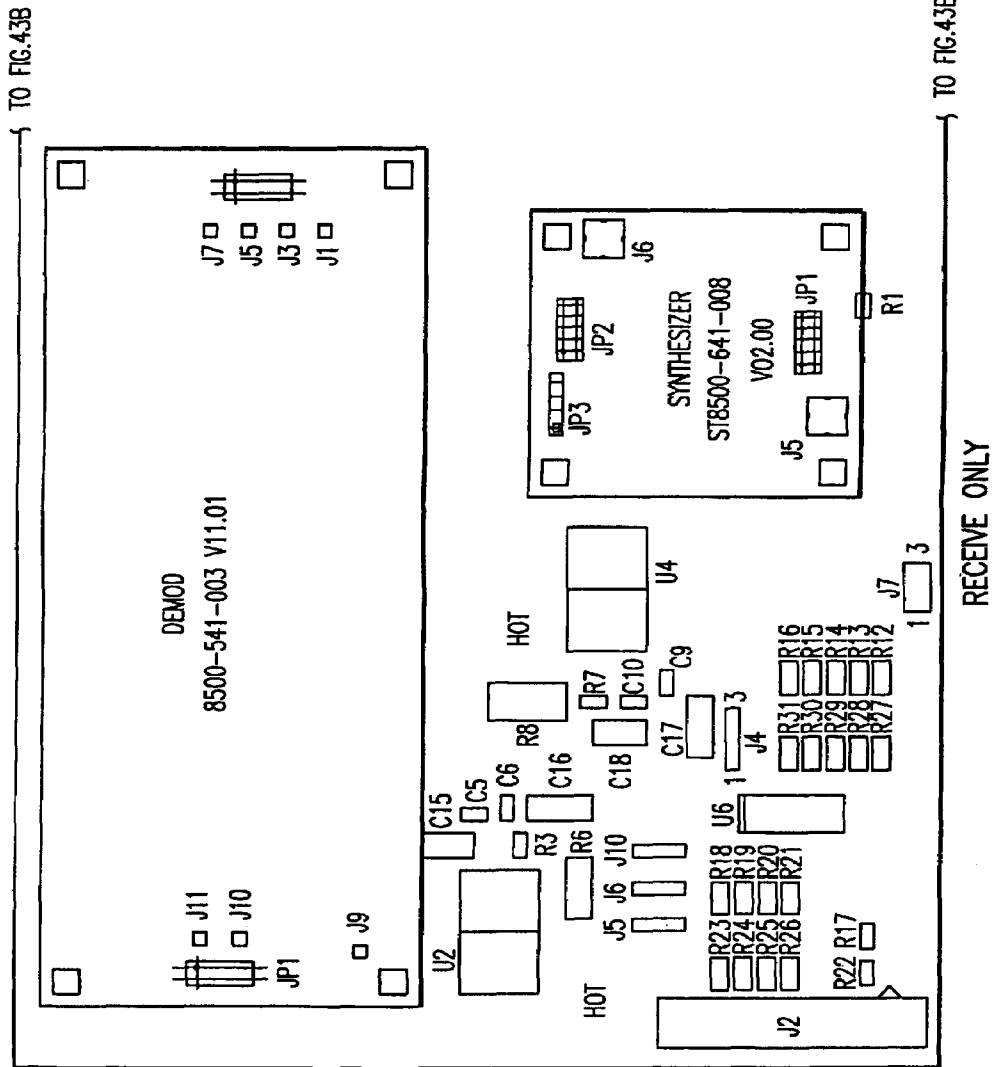 TO FIG.43B
TO FIG.43B
DEMOD
8500-541-003 V11.01
J11
J10
J9
JP1
J7
J5
J3
J1
SYNTHESIZER
ST8500-641-008
V02.00
JP3
JP2
J6
J5
JP1
R1
U2
HOT
C15
C5
C6
R3
C16
R6
R8
HOT
R7
C10
C9
C18
C17
U4
J5
J6
J10
1
J4
3
U6
R23
R18
R24
R19
R25
R20
R26
R21
R22
R17
R31
R16
R30
R15
R29
R14
R28
R13
R27
R12
J2
1
J7
3
RECEIVE ONLY